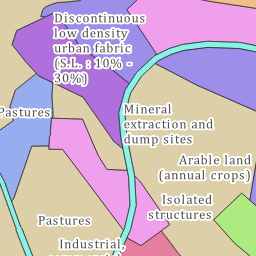 Discontinuous
low density
urban fabric
(S.L. : 10% -
30%)
Pastures
Mineral
extraction and
dump sites
Arable land
(annual crops)
Isolated
structures
Pastures
Industrial,